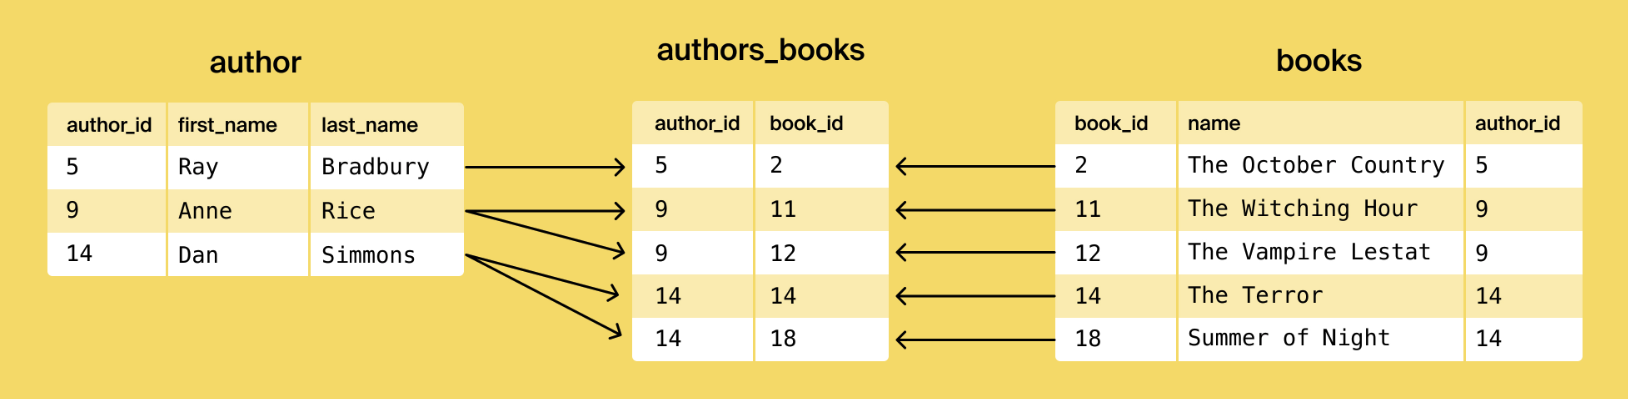 author
author_id first_name last_name
5 Ray Bradbury
9 Anne Rice
14 Dan Simmons
authors_books
author_id book_id
5 2
9 11
9 12
14 14
14 18
books
book_id name author_id
2 The October Country 5
11 The Witching Hour 9
12 The Vampire Lestat 9
14 The Terror 14
18 Summer of Night 14